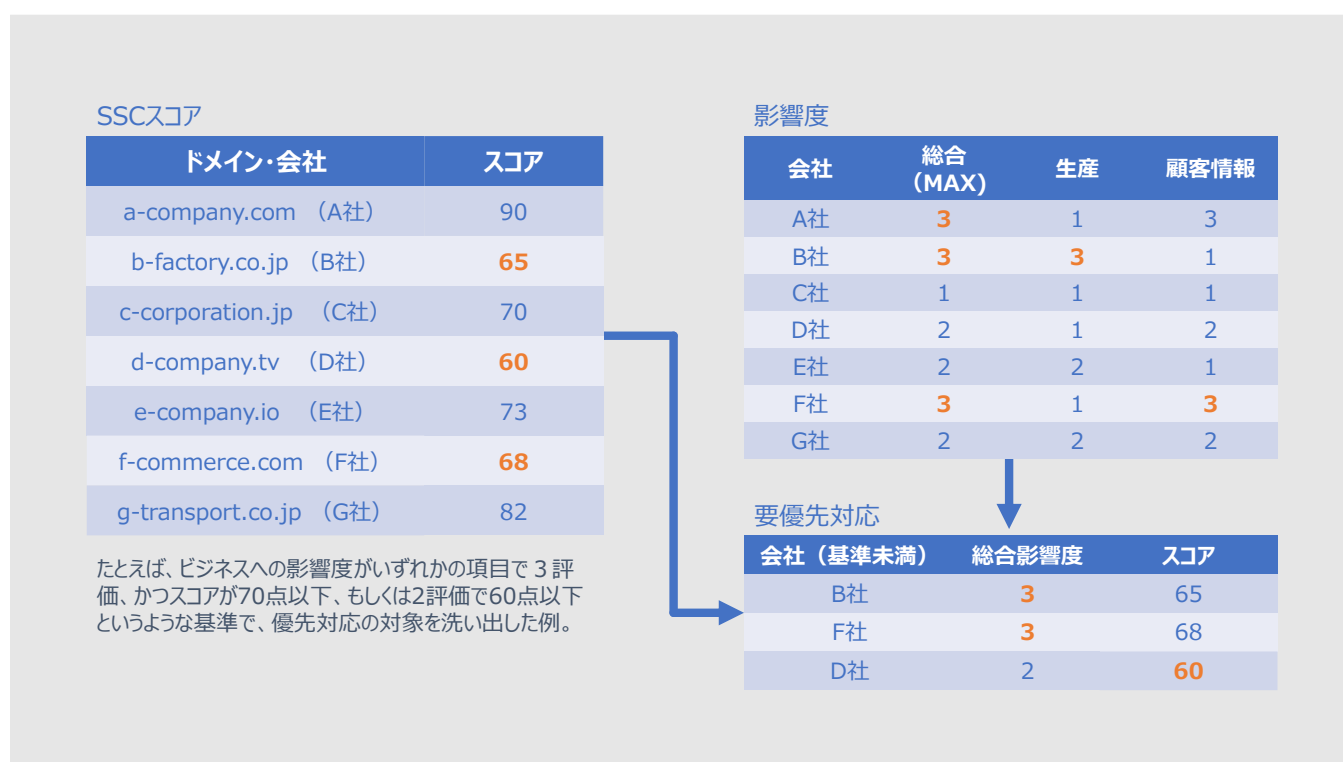 SSCスコア
ドメイン・会社 スコア
a-company.com （A社） 90
b-factory.co.jp （B社） 65
c-corporation.jp （C社） 70
d-company.tv （D社） 60
e-company.io （E社） 73
f-commerce.com （F社） 68
g-transport.co.jp （G社） 82
たとえば、ビジネスへの影響度がいずれかの項目で３評
価、かつスコアが70点以下、もしくは2評価で60点以下
というような基準で、優先対応の対象を洗い出した例。
影響度
会社 総合（MAX) 生産 顧客情報
A社 3 1 3
B社 3 3 1
C社 1 1 1
D社 2 1 2
E社 2 2 1
F社 3 1 3
G社 2 2 2
要優先対応
会社（基準未満） 総合影響度 スコア
B社 3 65
F社 3 68
D社 2 60